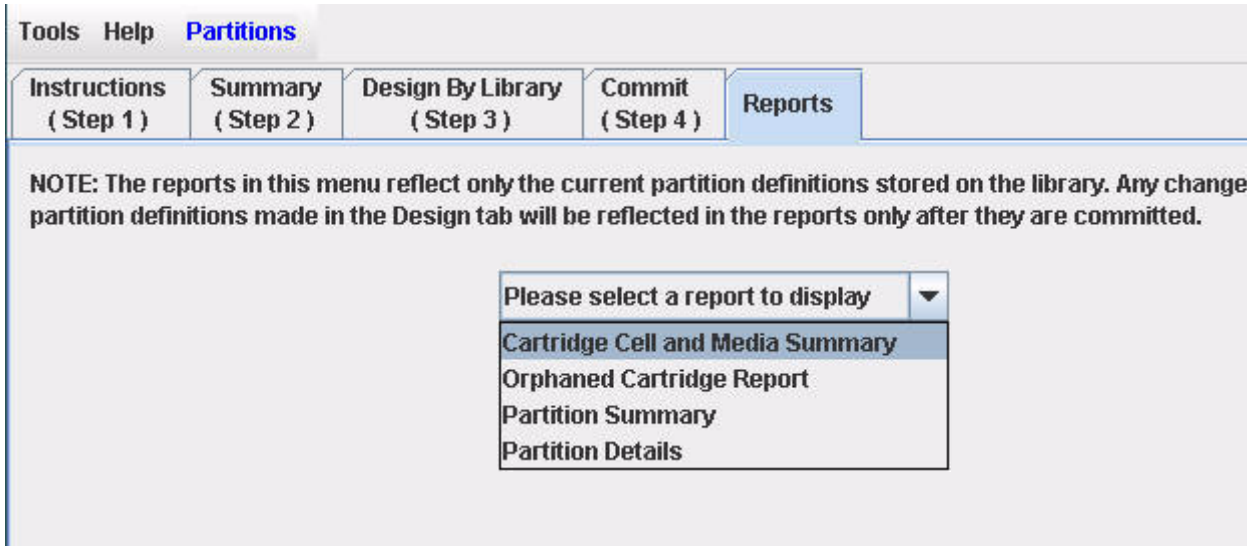 Tools Help Partitions
Instructions ( Step 1 )
Summary ( Step 2 )
Design By Library ( Step 3 )
Commit ( Step 4 )
Reports
NOTE: The reports in this menu reflect only the current partition definitions stored on the library. Any change
partition definitions made in the Design tab will be reflected in the reports only after they are committed.
Please select a report to display
Cartridge Cell and Media Summary
Orphaned Cartridge Report
Partition Summary
Partition Details